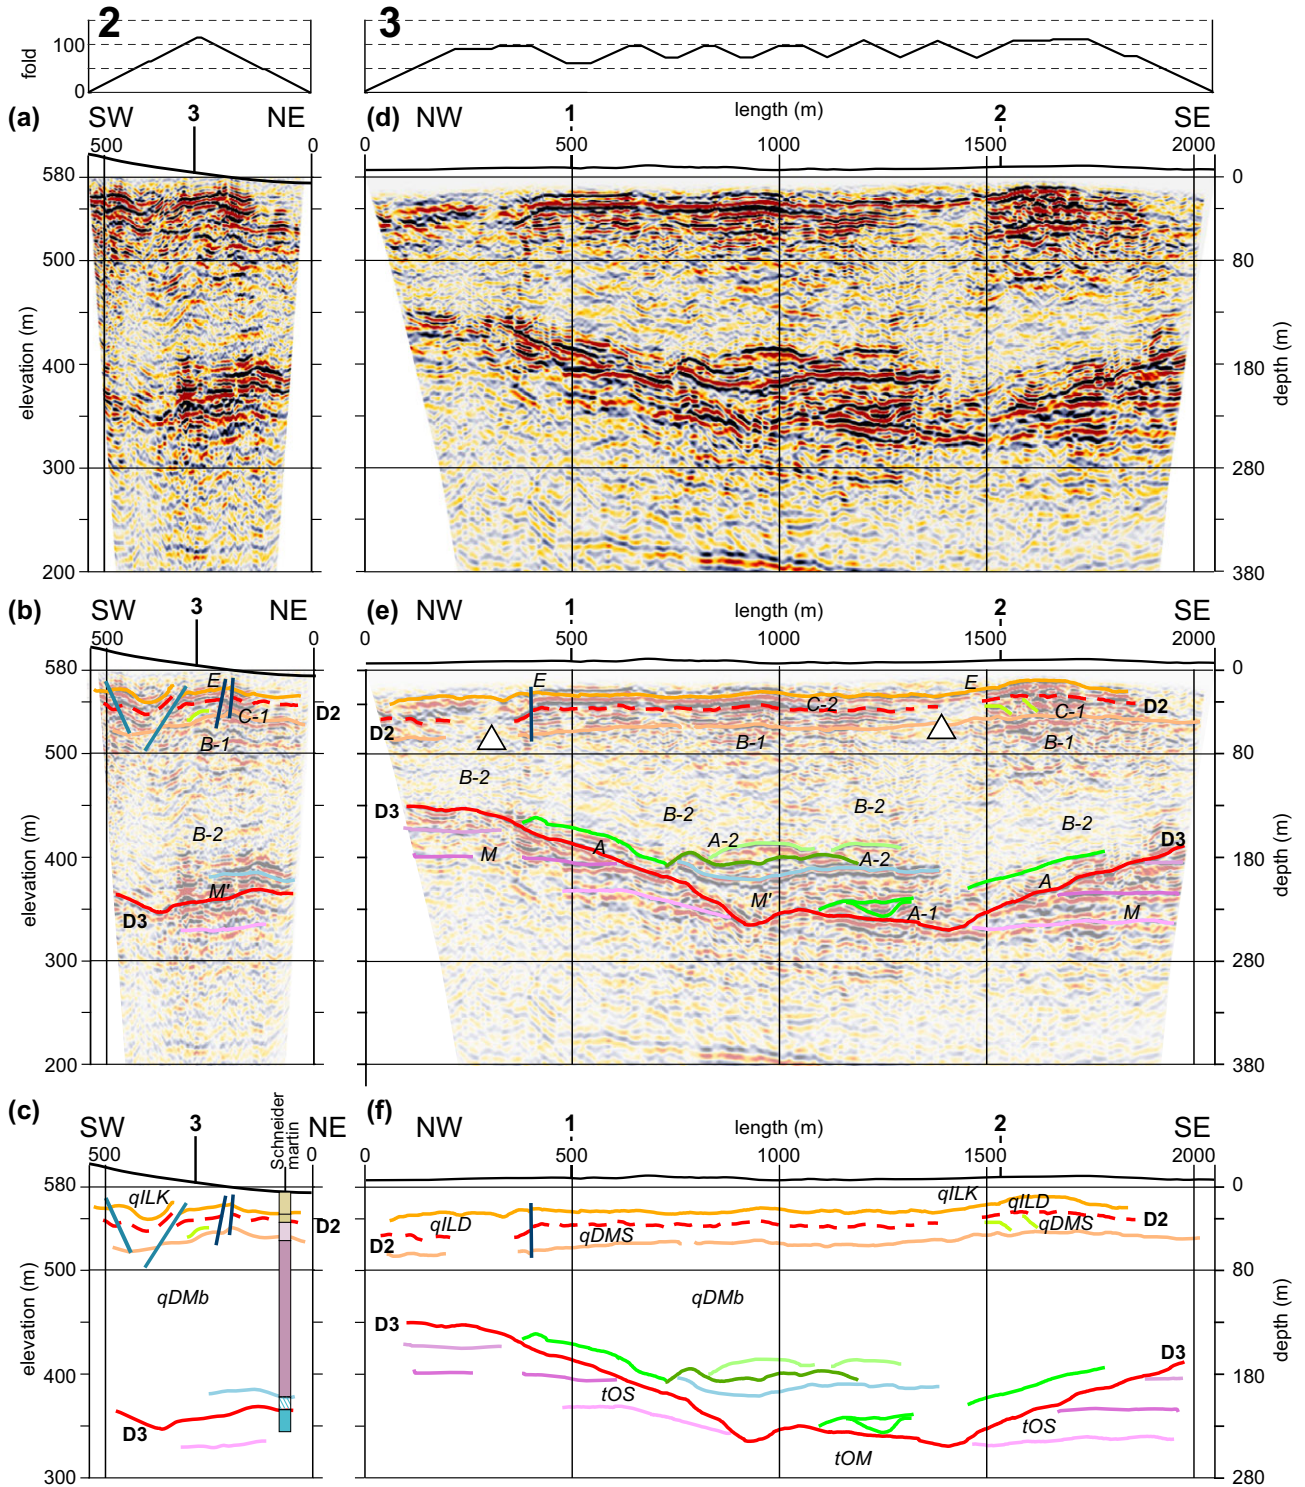 2
3
fold
100
0
(a)
SW
3
NE
500
0
580
500
400
300
200
elevation (m)
(d)
NW
1
length (m)
2
SE
0
500
1000
1500
2000
0
80
180
280
380
depth (m)
(b)
SW
3
NE
500
0
580
500
400
300
200
elevation (m)
E
C-1
D2
B-1
B-2
M'
D3
(e)
NW
1
length (m)
2
SE
0
500
1000
1500
2000
0
80
180
280
380
depth (m)
E
E
C-2
C-1
D2
D2
B-1
B-1
B-2
B-2
B-2
B-2
D3
D3
A-2
A-2
A
A
M
M'
A-1
M
(c)
SW
3
NE
Schneider
martin
500
0
580
500
400
300
elevation (m)
qILK
D2
qDMb
D3
(f)
NW
1
length (m)
2
SE
0
500
1000
1500
2000
0
80
180
280
depth (m)
qILK
qILD
qILD
qDMS
qDMS
D2
D2
qDMb
D3
D3
tOS
tOS
tOM